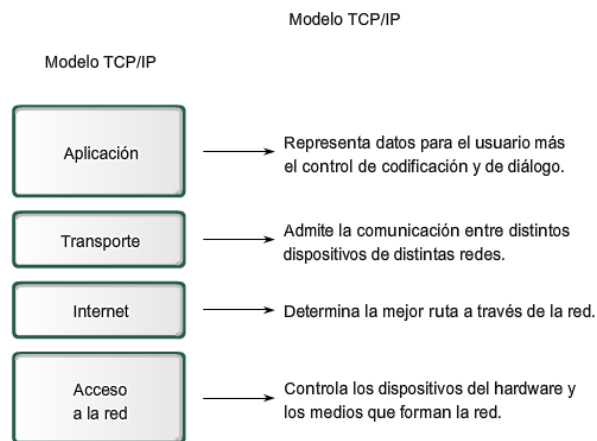 Modelo TCP/IP
Modelo TCP/IP
Aplicación
Representa datos para el usuario más
el control de codificación y de diálogo.
Transporte
Admite la comunicación entre distintos
dispositivos de distintas redes.
Internet
Determina la mejor ruta a través de la red.
Acceso
a la red
Controla los dispositivos del hardware y
los medios que forman la red.